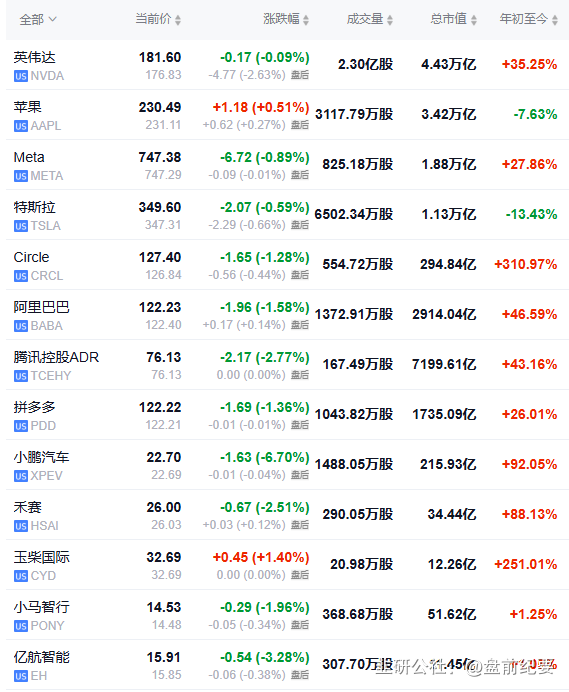 全部 当前价 涨跌幅 成交量 总市值 年初至今
英伟达 181.60 -0.17 (-0.09%) 2.30亿股 4.43万亿 +35.25%
US NVDA 176.83 -4.77 (-2.63%) 盘后
苹果 230.49 +1.18 (+0.51%) 3117.79万股 3.42万亿 -7.63%
US AAPL 231.11 +0.62 (+0.27%) 盘后
Meta 747.38 -6.72 (-0.89%) 825.18万股 1.88万亿 +27.86%
US META 747.29 -0.09 (-0.01%) 盘后
特斯拉 349.60 -2.07 (-0.59%) 6502.34万股 1.13万亿 -13.43%
US TSLA 347.31 -2.29 (-0.66%) 盘后
Circle 127.40 -1.65 (-1.28%) 554.72万股 294.84亿 +310.97%
US CRCL 126.84 -0.56 (-0.44%) 盘后
阿里巴巴 122.23 -1.96 (-1.58%) 1372.91万股 2914.04亿 +46.59%
US BABA 122.40 +0.17 (+0.14%) 盘后
腾讯控股ADR 76.13 -2.17 (-2.77%) 167.49万股 7199.61亿 +43.16%
US TCEHY 76.13 0.00 (0.00%) 盘后
拼多多 122.22 -1.69 (-1.36%) 1043.82万股 1735.09亿 +26.01%
US PDD 122.21 -0.01 (-0.01%) 盘后
小鹏汽车 22.70 -1.63 (-6.70%) 1488.05万股 215.93亿 +92.05%
US XPEV 22.69 -0.01 (-0.04%) 盘后
禾赛 26.00 -0.67 (-2.51%) 290.05万股 34.44亿 +88.13%
US HSAI 26.03 +0.03 (+0.12%) 盘后
玉柴国际 32.69 +0.45 (+1.40%) 20.98万股 12.26亿 +251.01%
US CYD 32.69 0.00 (0.00%) 盘后
小马智行 14.53 -0.29 (-1.96%) 368.68万股 51.62亿 +1.25%
US PONY 14.48 -0.05 (-0.34%) 盘后
亿航智能 15.91 -0.54 (-3.28%) 307.70万股
US EH 15.85 -0.06 (-0.38%) 盘后
研公社：@盘前纪要